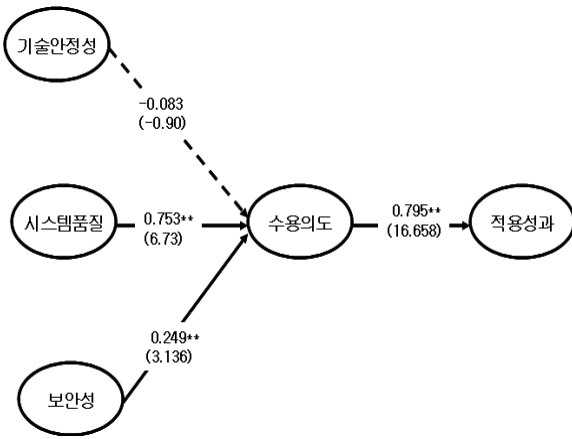 기술안정성
-0.083
(-0.90)
시스템품질
0.753**
(6.73)
수용의도
0.795**
(16.658)
적용성과
0.249**
(3.136)
보안성